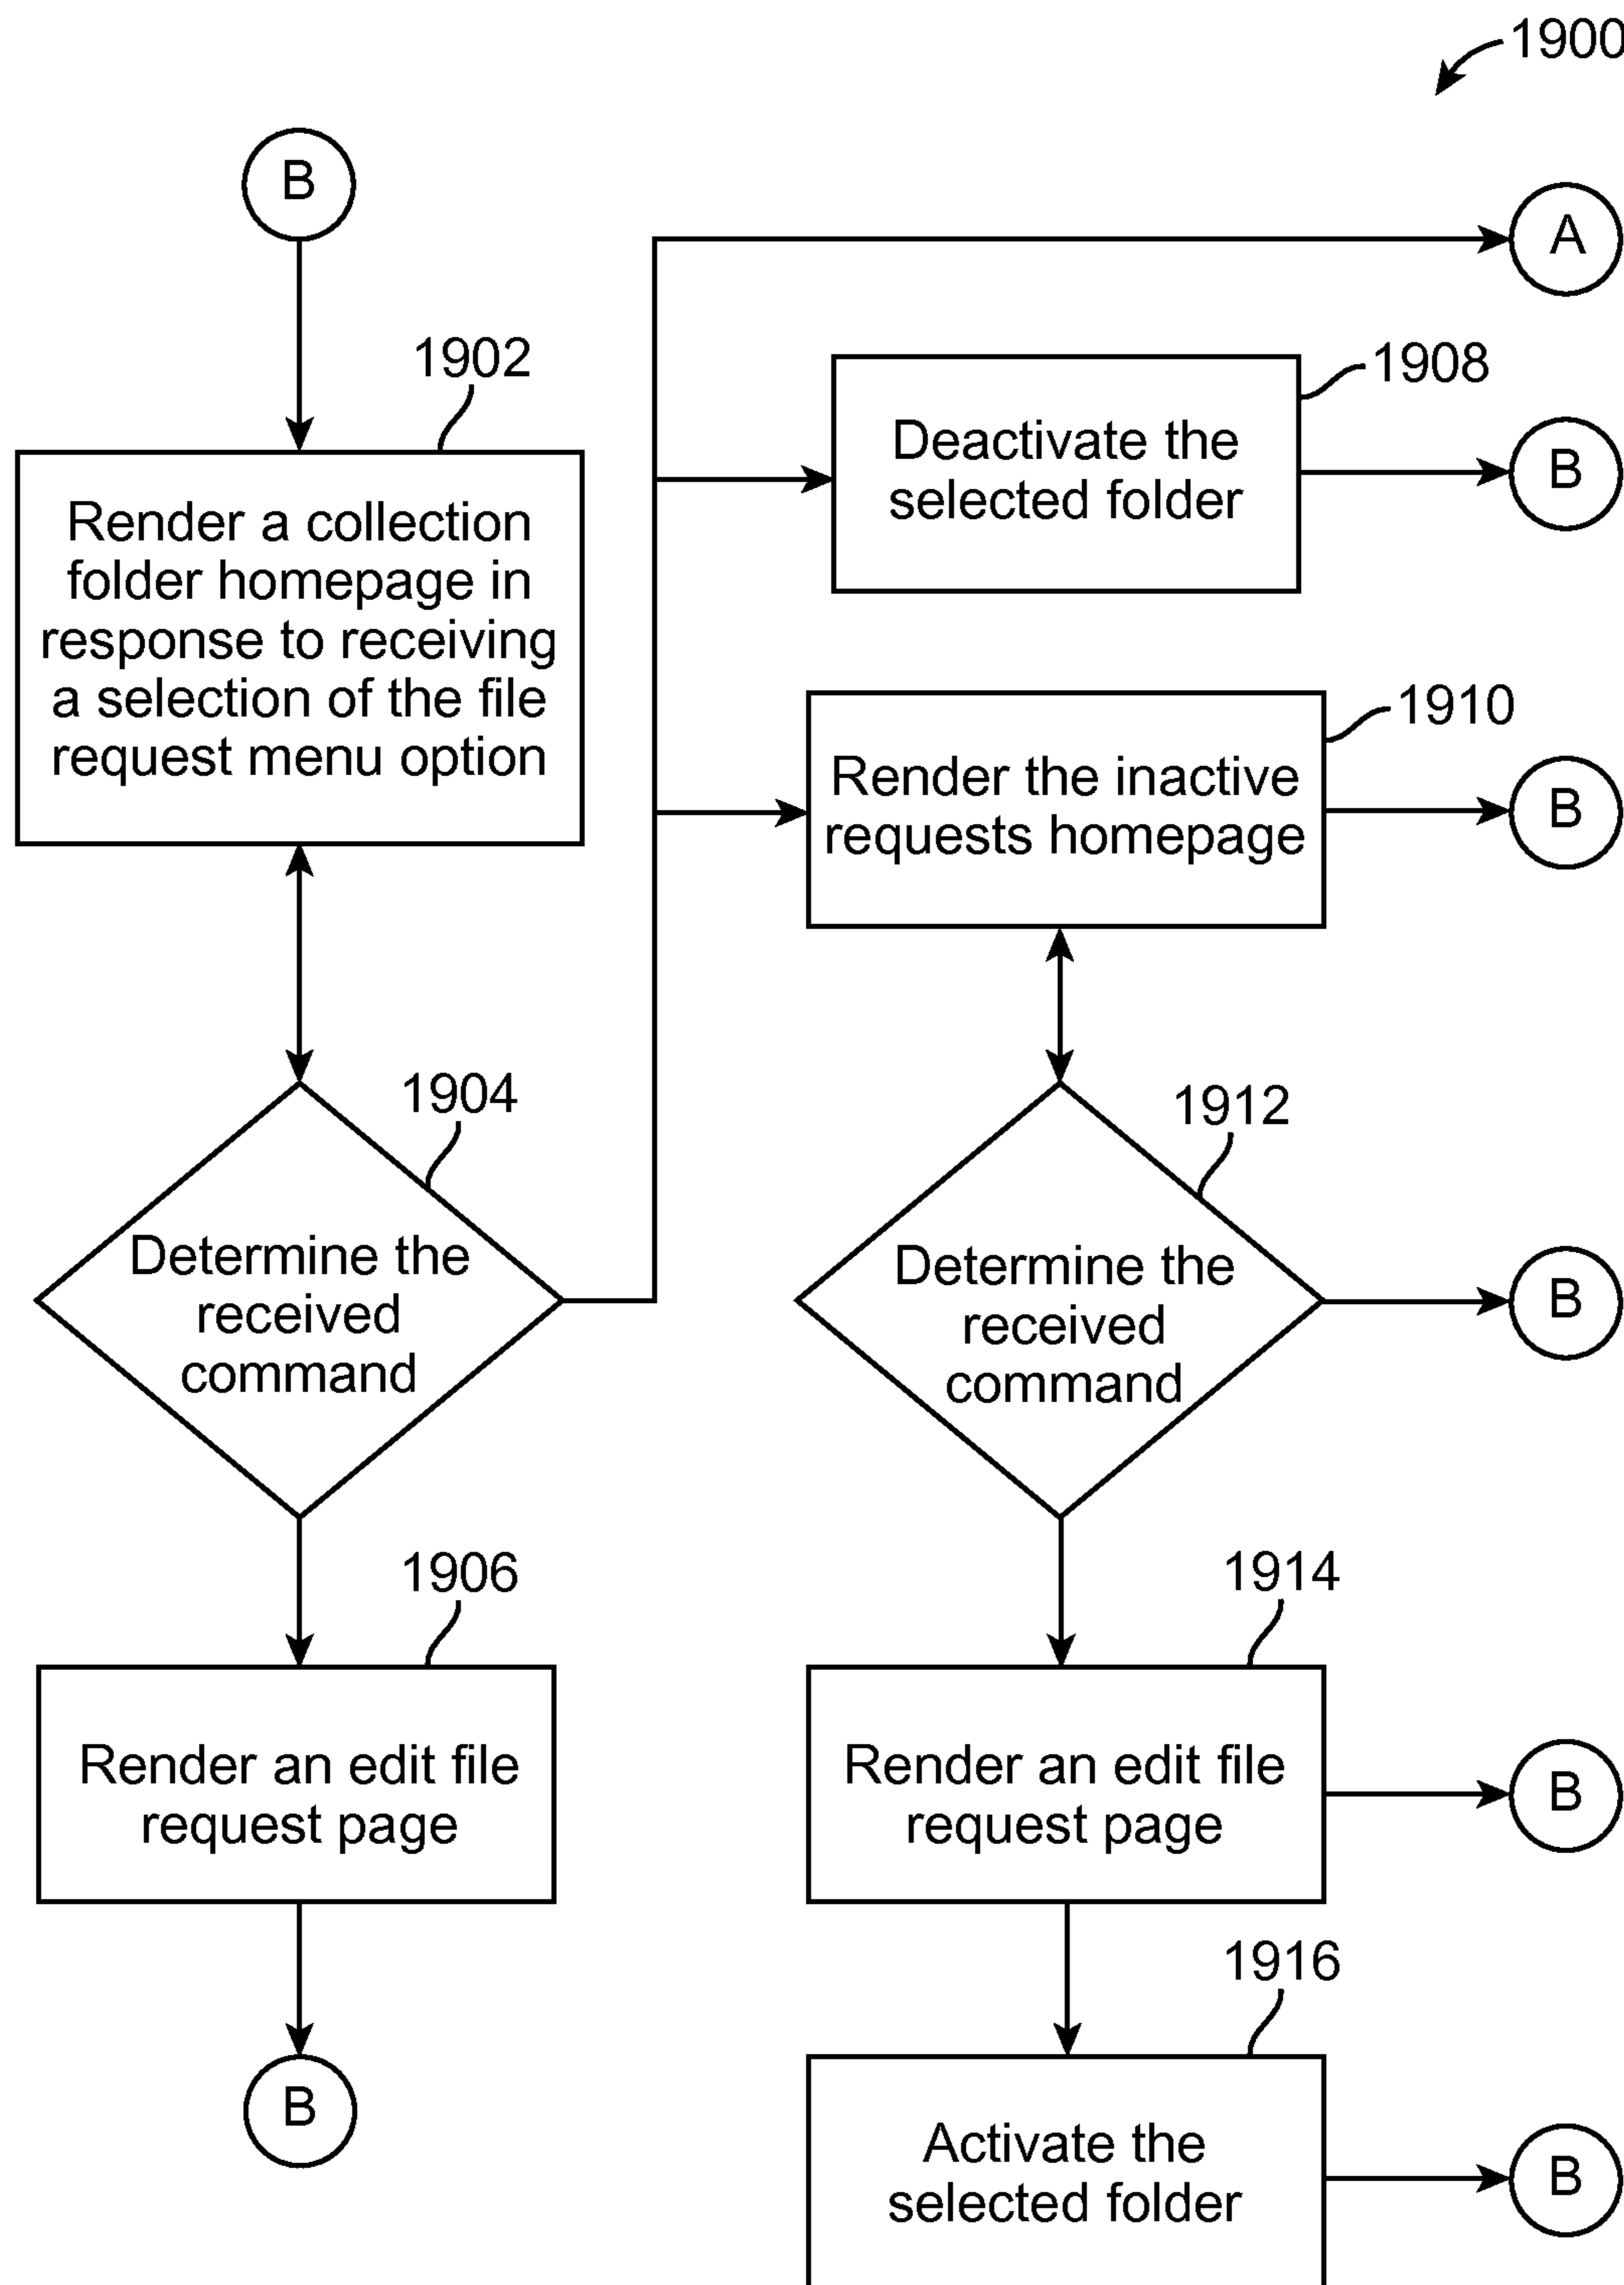 1900
B
A
1902
Render a collection
folder homepage in
response to receiving
a selection of the file
request menu option
1908
Deactivate the
selected folder
B
1910
Render the inactive
requests homepage
B
1904
Determine the
received
command
1912
Determine the
received
command
B
1906
Render an edit file
request page
B
1914
Render an edit file
request page
B
1916
Activate the
selected folder
B